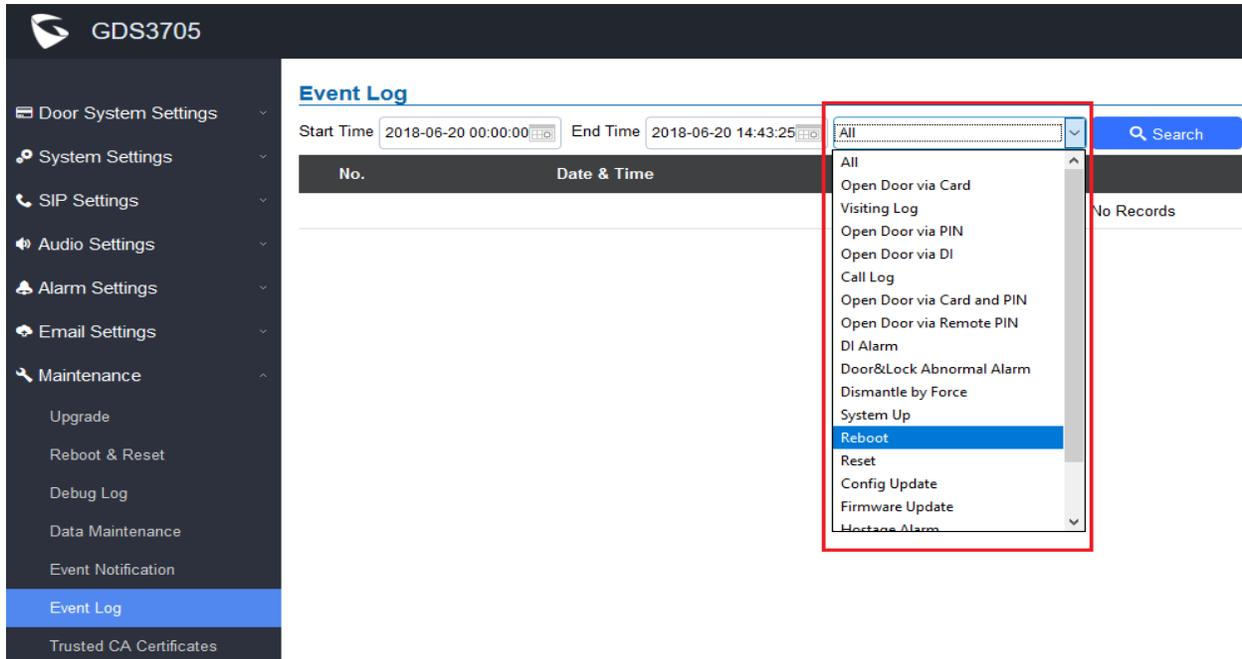 GDS3705
Door System Settings
System Settings
SIP Settings
Audio Settings
Alarm Settings
Email Settings
Maintenance
Upgrade
Reboot & Reset
Debug Log
Data Maintenance
Event Notification
Event Log
Trusted CA Certificates
Event Log
Start Time 2018-06-20 00:00:00 End Time 2018-06-20 14:43:25 All Search
No. Date & Time
No Records
All
Open Door via Card
Visiting Log
Open Door via PIN
Open Door via DI
Call Log
Open Door via Card and PIN
Open Door via Remote PIN
DI Alarm
Door&Lock Abnormal Alarm
Dismantle by Force
System Up
Reboot
Reset
Config Update
Firmware Update
Hostage Alarm